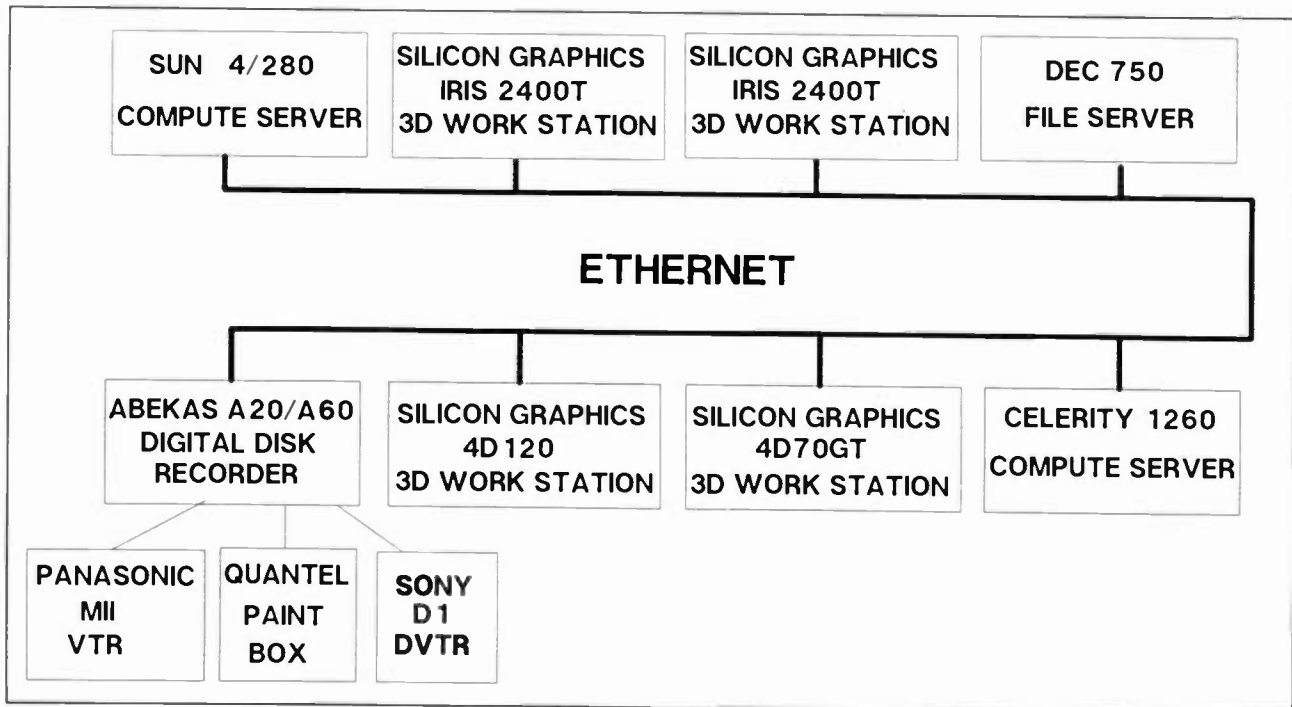 SUN 4/280
COMPUTE SERVER
SILICON GRAPHICS
IRIS 2400T
3D WORK STATION
SILICON GRAPHICS
IRIS 2400T
3D WORK STATION
DEC 750
FILE SERVER
ETHERNET
ABEKAS A20/A60
DIGITAL DISK
RECORDER
SILICON GRAPHICS
4D120
3D WORK STATION
SILICON GRAPHICS
4D70GT
3D WORK STATION
CELERITY 1260
COMPUTE SERVER
PANASONIC
MII
VTR
QUANTEL
PAINT
BOX
SONY
D1
DVTR